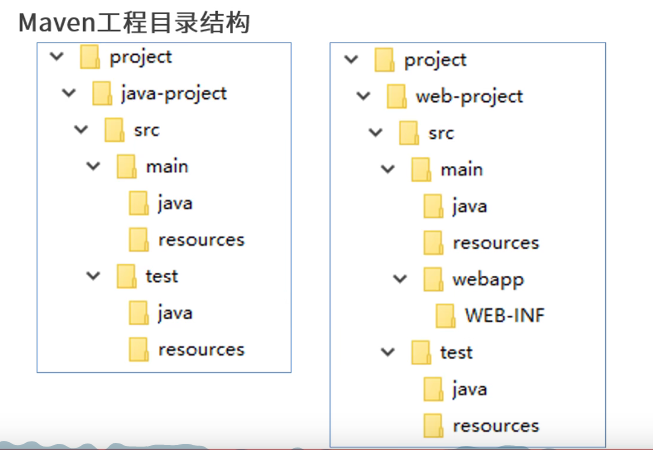 Maven工程目录结构
project
java-project
src
main
java
resources
test
java
resources
project
web-project
src
main
java
resources
webapp
WEB-INF
test
java
resources